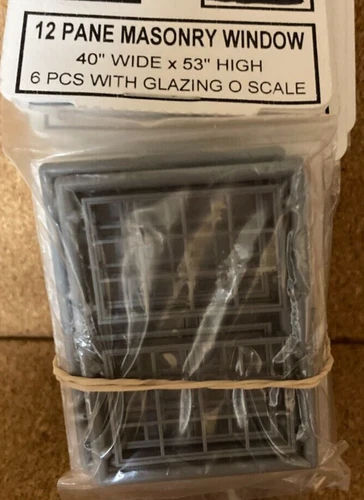 12 PANE MASONRY WINDOW
40" WIDE x 53" HIGH
6 PCS WITH GLAZING O SCALE